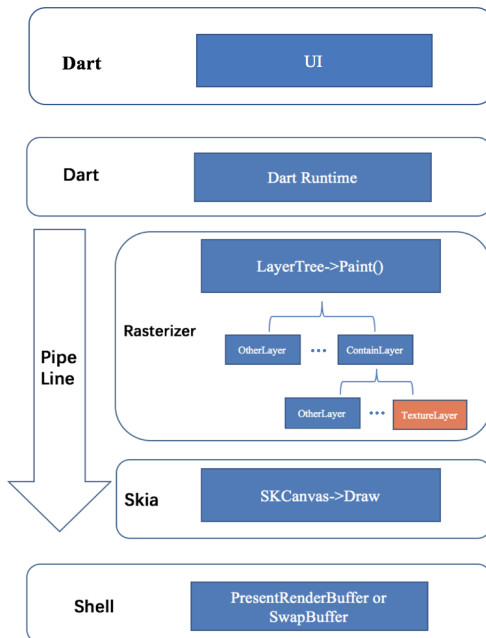 Dart
UI
Dart
Dart Runtime
LayerTree->Paint()
Rasterizer
OtherLayer
•••
ContainLayer
OtherLayer
•••
TextureLayer
Pipe
Line
Skia
SKCanvas->Draw
Shell
PresentRenderBuffer or
SwapBuffer